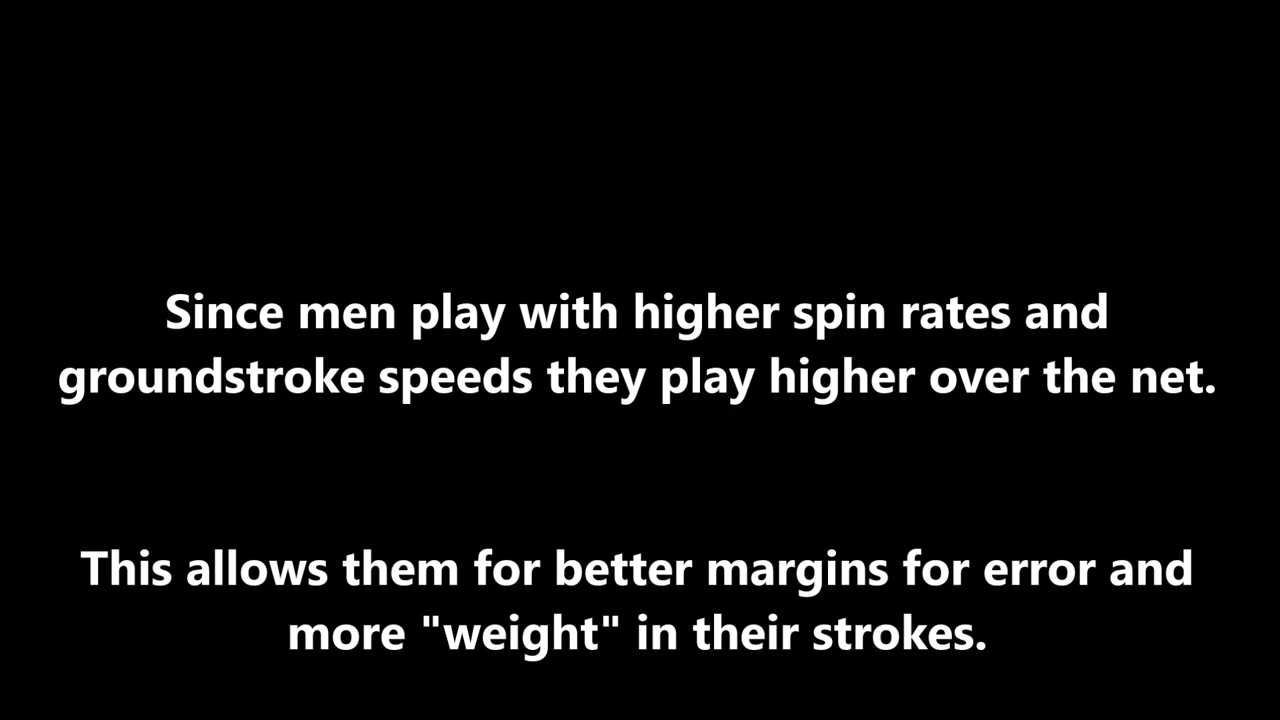 Since men play with higher spin rates and
groundstroke speeds they play higher over the net.
This allows them for better margins for error and
more "weight" in their strokes.